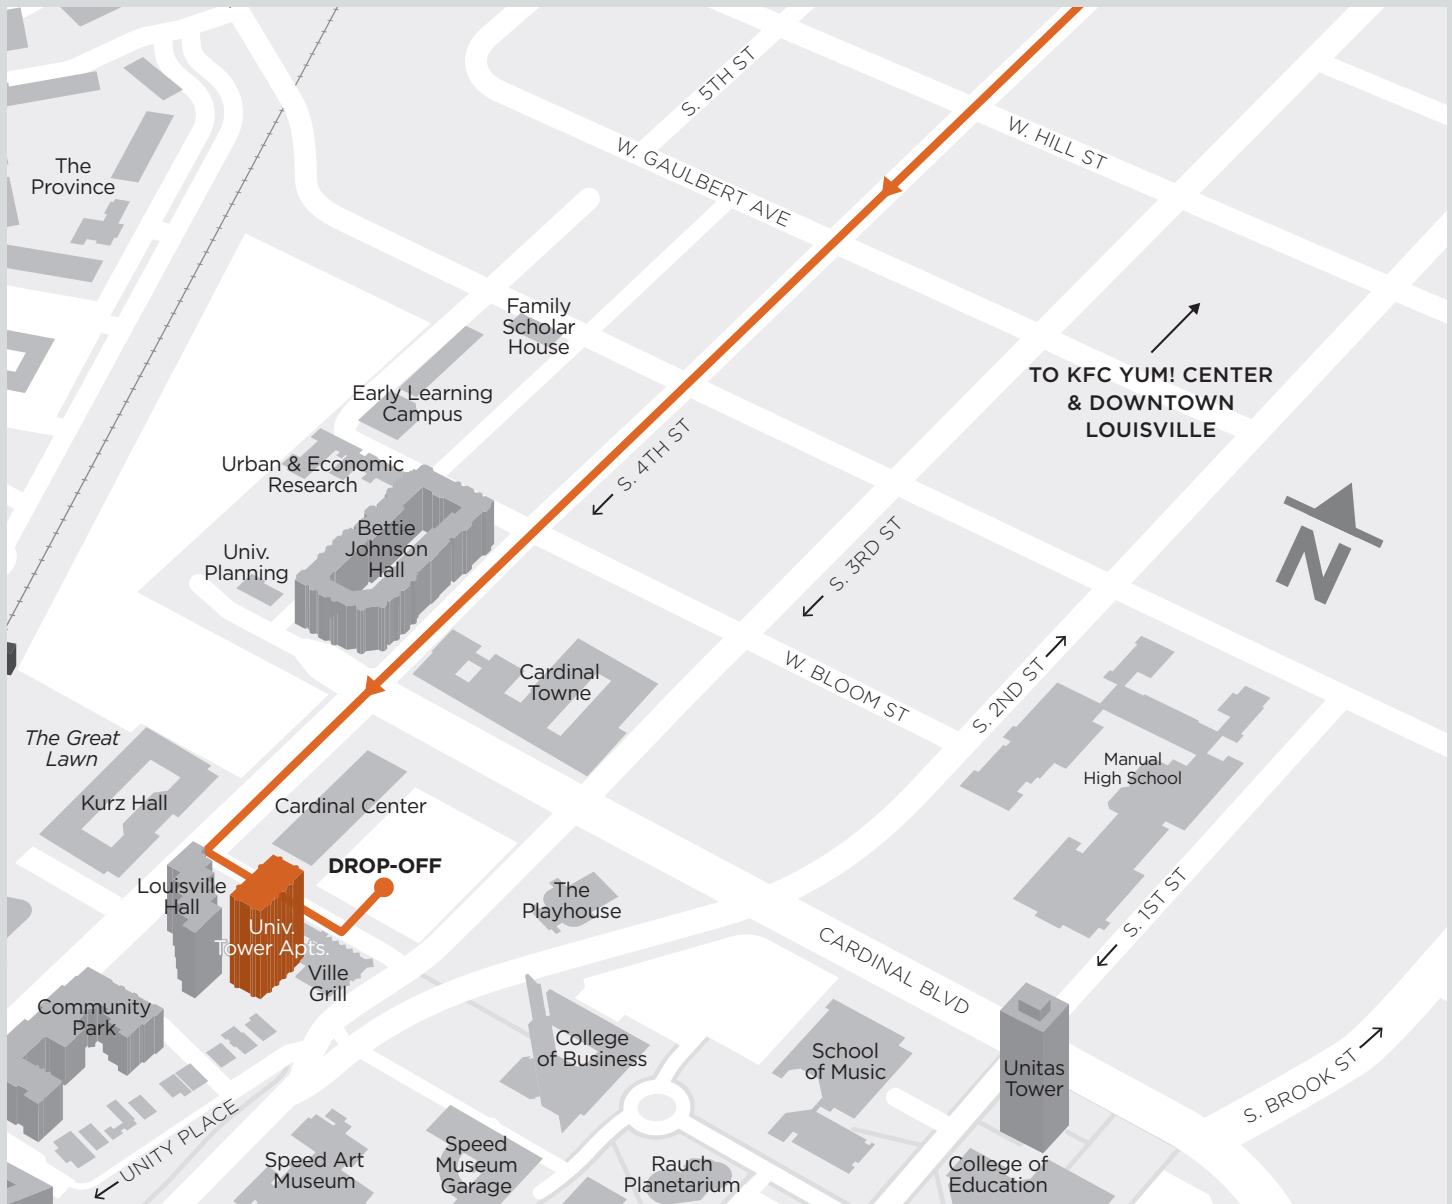 S. 5TH ST
W. HILL ST
W. GAULBERT AVE
The
Province
Family
Scholar
House
TO KFC YUM! CENTER
& DOWNTOWN
LOUISVILLE
Early Learning
Campus
S. 4TH ST
Urban & Economic
Research
Bettie
Johnson
Hall
Univ.
Planning
S. 3RD ST
N
Cardinal
Towne
W. BLOOM ST
S. 2ND ST
The Great
Lawn
Manual
High School
Kurz Hall
Cardinal Center
DROP-OFF
Louisville
Hall
The
Playhouse
S. 1ST ST
Univ.
Tower Apts.
Ville
Grill
CARDINAL BLVD
Community
Park
College
of Business
School
of Music
Unitas
Tower
S. BROOK ST
UNITY PLACE
Speed Art
Museum
Speed
Museum
Garage
Rauch
Planetarium
College of
Education